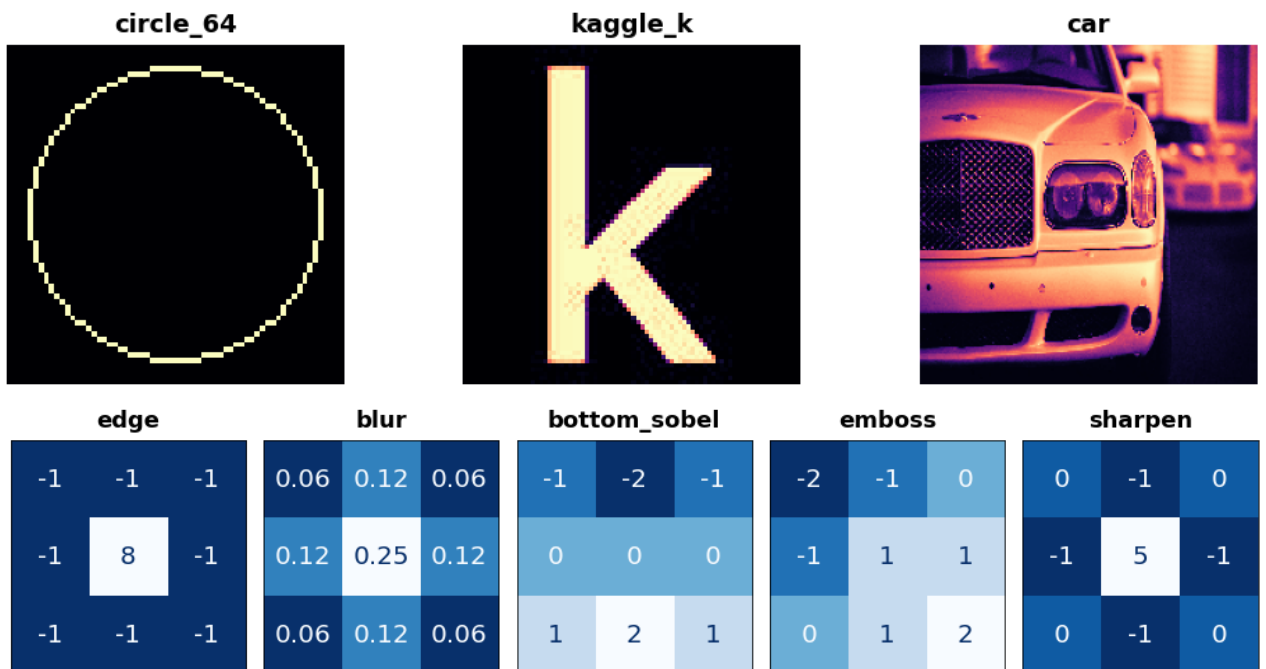 circle_64 kaggle_k car
k
edge blur bottom_sobel emboss sharpen
-1 -1 -1 0.06 0.12 0.06 -1 -2 -1 -2 -1 0 0 -1 0
-1 8 -1 0.12 0.25 0.12 0 0 0 -1 1 1 -1 5 -1
-1 -1 -1 0.06 0.12 0.06 1 2 1 0 1 2 0 -1 0